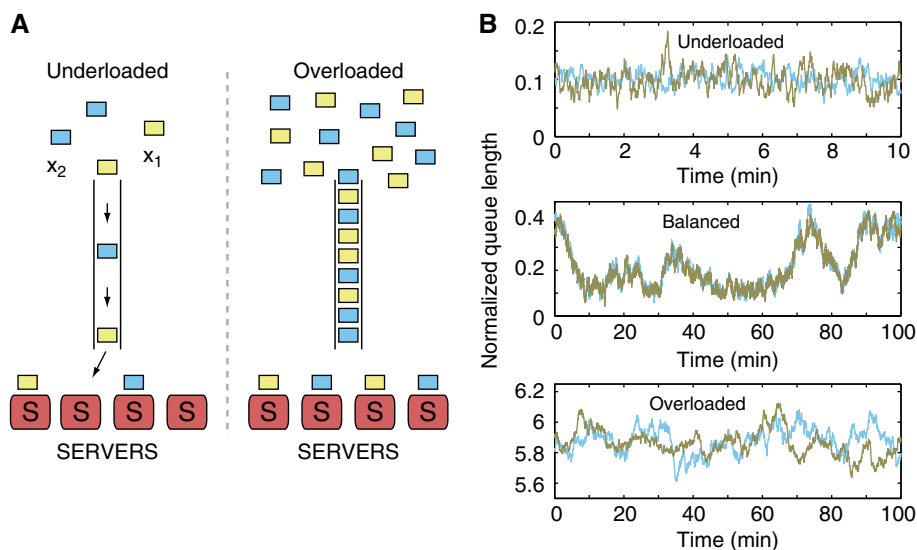 A
Underloaded
Overloaded
x2
x1
S S S S
SERVERS
S S S S
SERVERS
B
Normalized queue length
0.2
0.1
0
Underloaded
0 2 4 6 8 10
Time (min)
0.4
0.2
0
Balanced
0 20 40 60 80 100
Time (min)
6.2
6
5.8
5.6
Overloaded
0 20 40 60 80 100
Time (min)